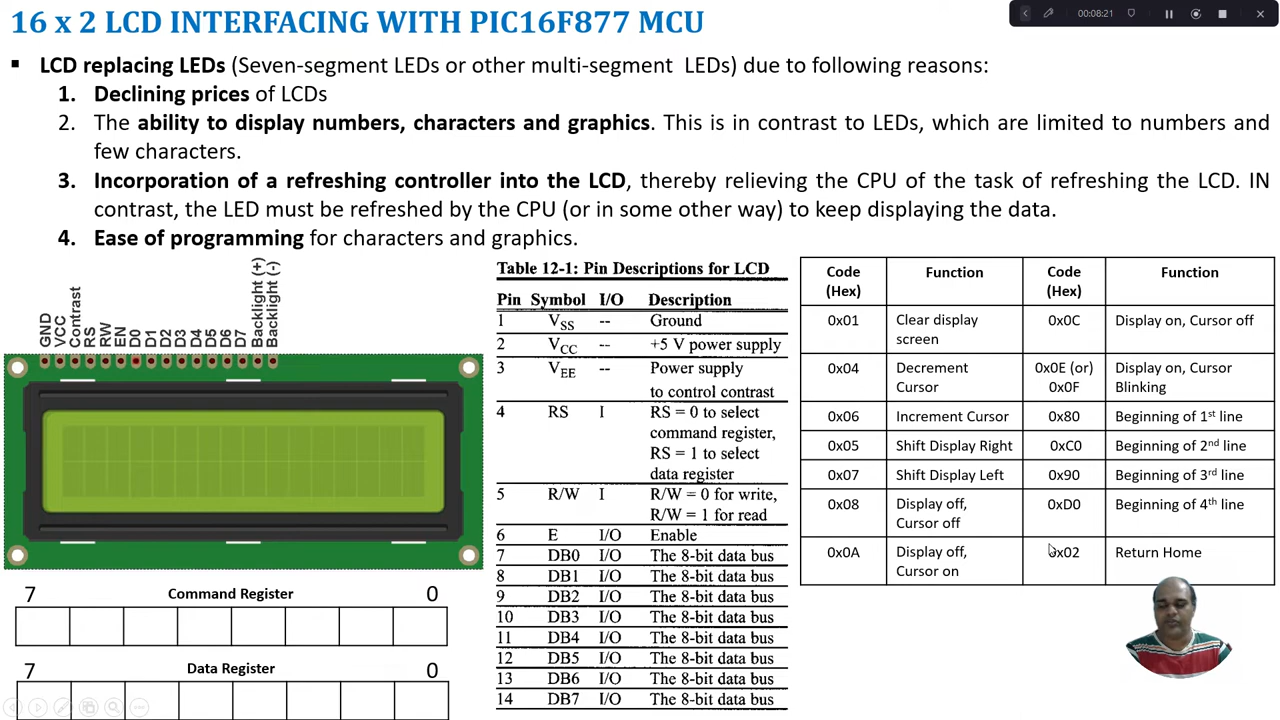 16 x 2 LCD INTERFACING WITH PIC16F877 MCU
00:08:21
▪ LCD replacing LEDs (Seven-segment LEDs or other multi-segment LEDs) due to following reasons:
1. Declining prices of LCDs
2. The ability to display numbers, characters and graphics. This is in contrast to LEDs, which are limited to numbers and
few characters.
3. Incorporation of a refreshing controller into the LCD, thereby relieving the CPU of the task of refreshing the LCD. IN
contrast, the LED must be refreshed by the CPU (or in some other way) to keep displaying the data.
4. Ease of programming for characters and graphics.
GND
VCC
Contrast
RS
RW
EN
D0
D1
D2
D3
D4
D5
D6
D7
Backlight (+)
Backlight (-)
7 Command Register 0
7 Data Register 0
Table 12-1: Pin Descriptions for LCD
Pin Symbol I/O Description
1 VSS -- Ground
2 VCC -- +5 V power supply
3 VEE -- Power supply
to control contrast
4 RS I RS = 0 to select
command register,
RS = 1 to select
data register
5 R/W I R/W = 0 for write,
R/W = 1 for read
6 E I/O Enable
7 DB0 I/O The 8-bit data bus
8 DB1 I/O The 8-bit data bus
9 DB2 I/O The 8-bit data bus
10 DB3 I/O The 8-bit data bus
11 DB4 I/O The 8-bit data bus
12 DB5 I/O The 8-bit data bus
13 DB6 I/O The 8-bit data bus
14 DB7 I/O The 8-bit data bus
Code Function Code Function
(Hex) (Hex)
0x01 Clear display 0x0C Display on, Cursor off
screen
0x04 Decrement 0x0E (or) Display on, Cursor
Cursor 0x0F Blinking
0x06 Increment Cursor 0x80 Beginning of 1st line
0x05 Shift Display Right 0xC0 Beginning of 2nd line
0x07 Shift Display Left 0x90 Beginning of 3rd line
0x08 Display off, 0xD0 Beginning of 4th line
Cursor off
0x0A Display off, 0x02 Return Home
Cursor on